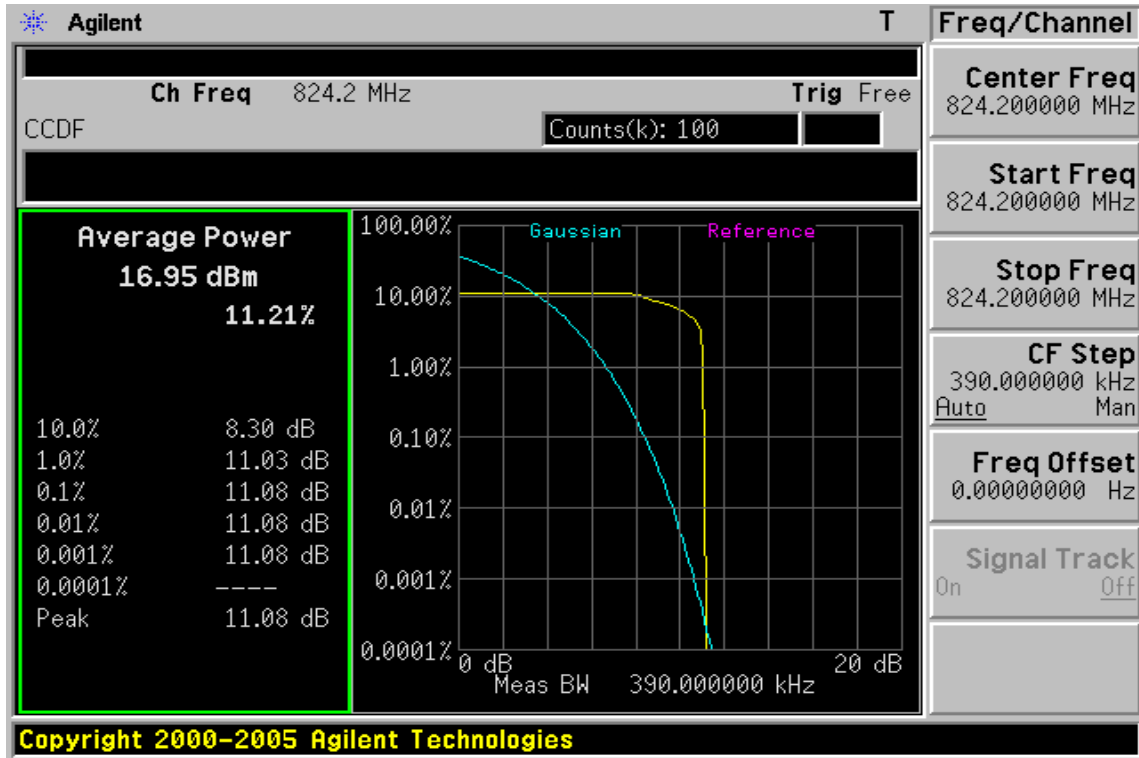 Agilent T
Ch Freq 824.2 MHz Trig Free
CCDF Counts(k): 100
Average Power
16.95 dBm
11.21%
10.0% 8.30 dB
1.0% 11.03 dB
0.1% 11.08 dB
0.01% 11.08 dB
0.001% 11.08 dB
0.0001% ----
Peak 11.08 dB
Gaussian Reference
100.00%
10.00%
1.00%
0.10%
0.01%
0.001%
0.0001%
0 dB 20 dB
Meas BW 390.000000 kHz
Freq/Channel
Center Freq
824.200000 MHz
Start Freq
824.200000 MHz
Stop Freq
824.200000 MHz
CF Step
390.000000 kHz
Auto Man
Freq Offset
0.00000000 Hz
Signal Track
On Off
Copyright 2000-2005 Agilent Technologies